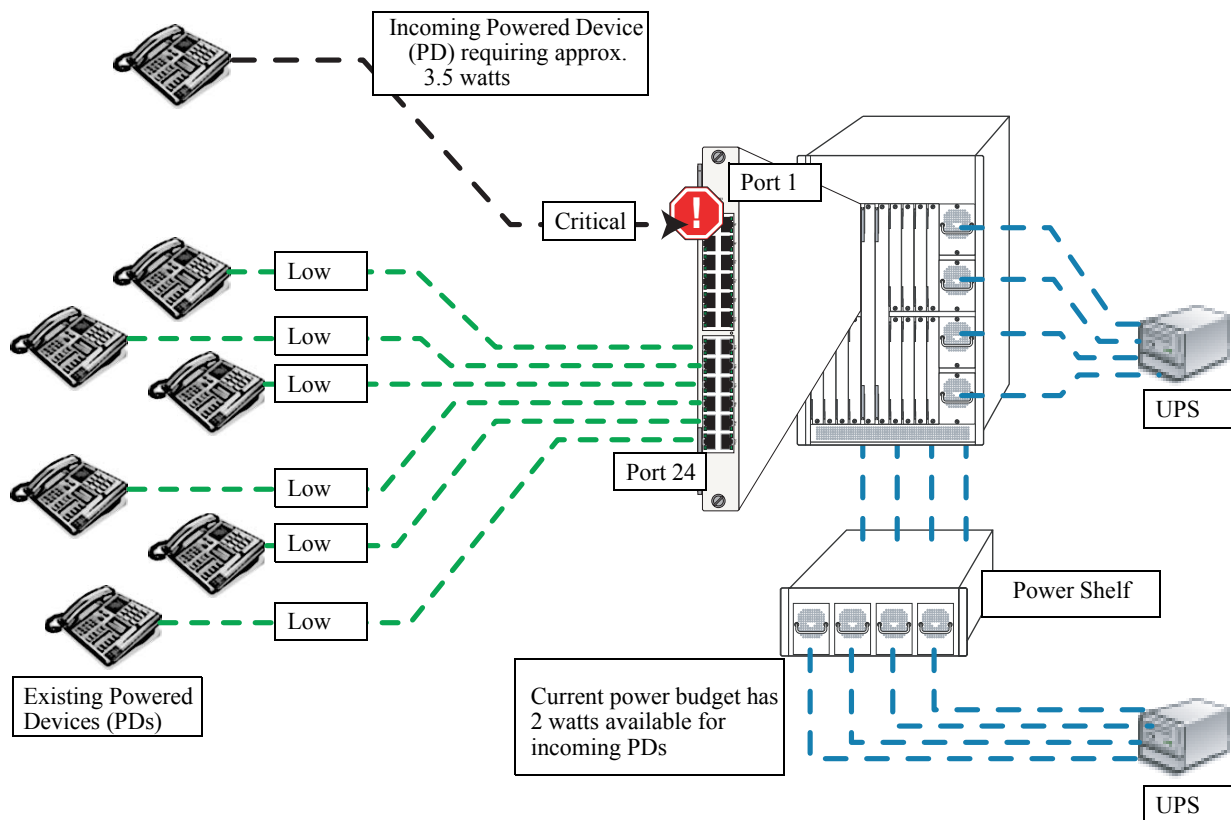 Incoming Powered Device
(PD) requiring approx.
3.5 watts
Port 1
Critical
Low
Low
Low
Low
Low
Low
Port 24
UPS
Power Shelf
Existing Powered
Devices (PDs)
Current power budget has
2 watts available for
incoming PDs
UPS